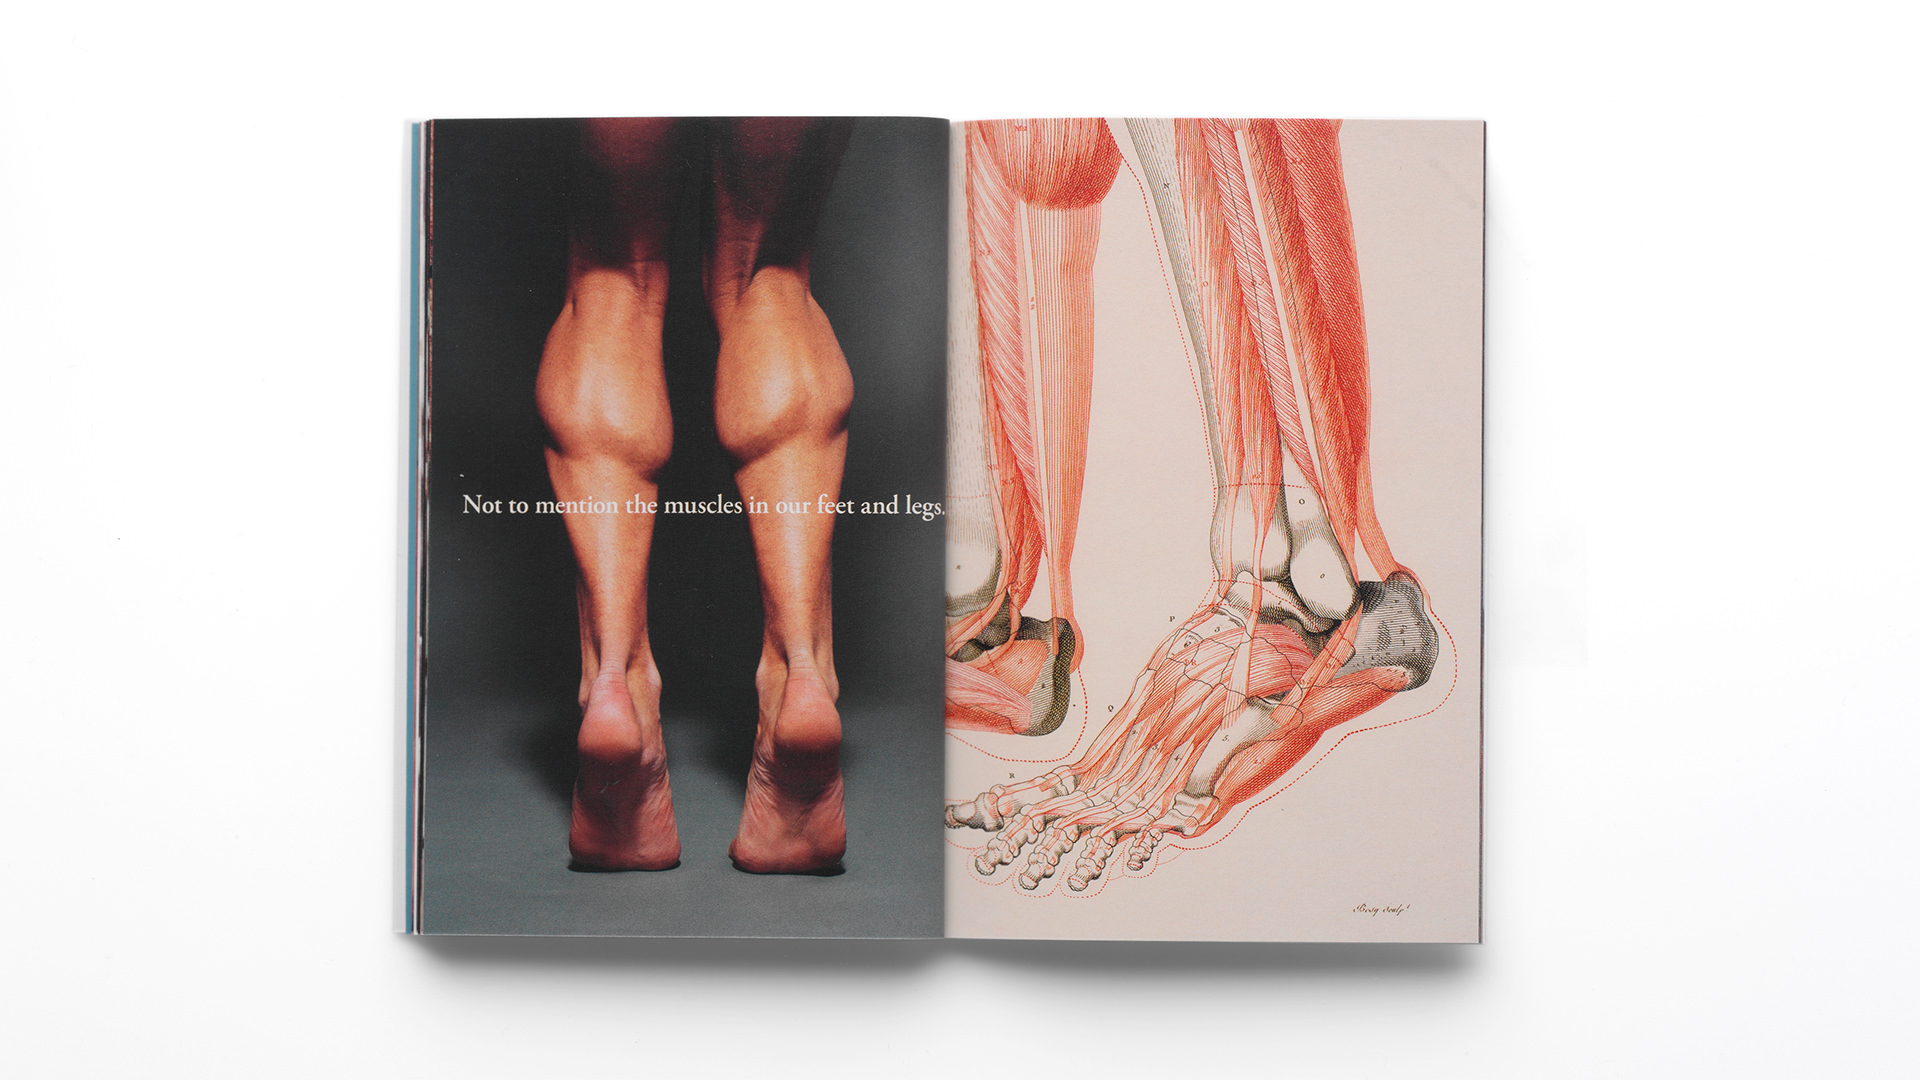 Not to mention the muscles in our feet and legs.
N
O
O
P
Q
R